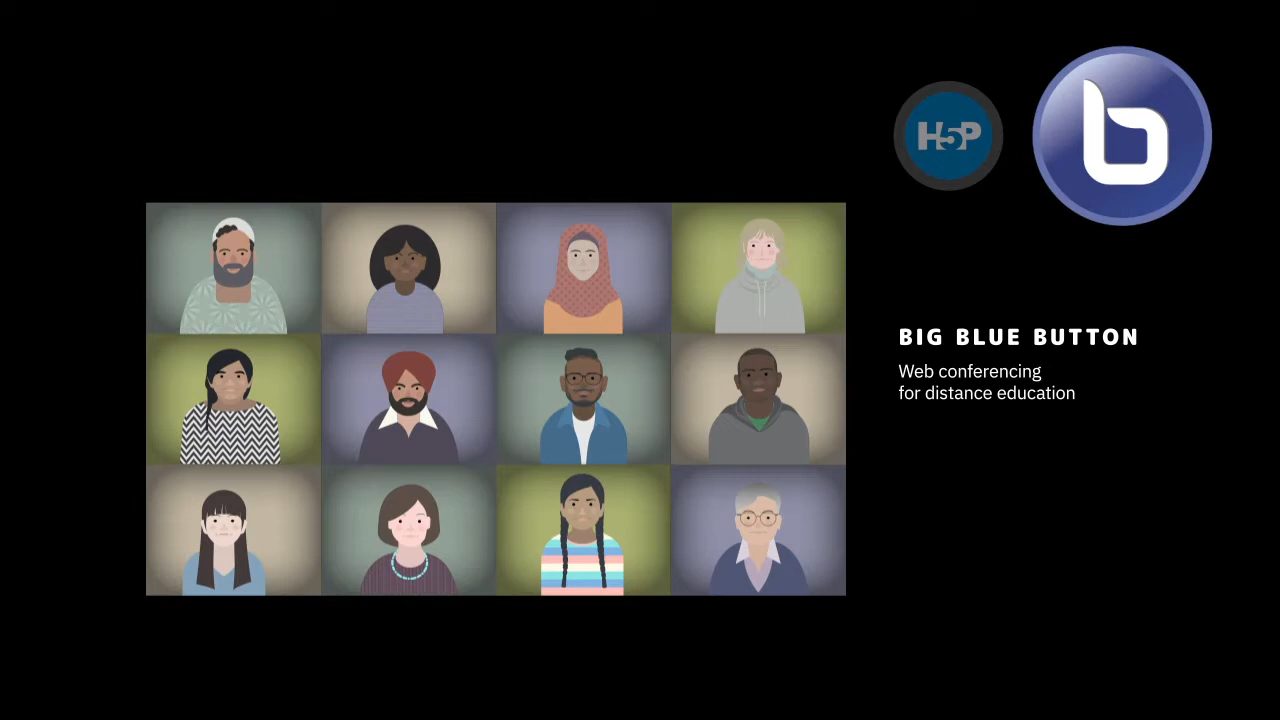 H5P
b
BIG BLUE BUTTON
Web conferencing
for distance education